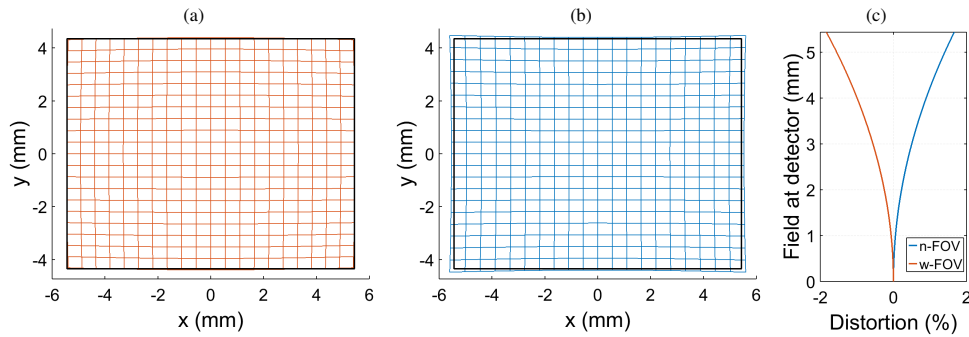 (a)
4
2
0
-2
-4
y (mm)
-6 -4 -2 0 2 4 6
x (mm)
(b)
4
2
0
-2
-4
y (mm)
-6 -4 -2 0 2 4 6
x (mm)
(c)
5
4
3
2
1
0
Field at detector (mm)
n-FOV
w-FOV
-2 0 2
Distortion (%)